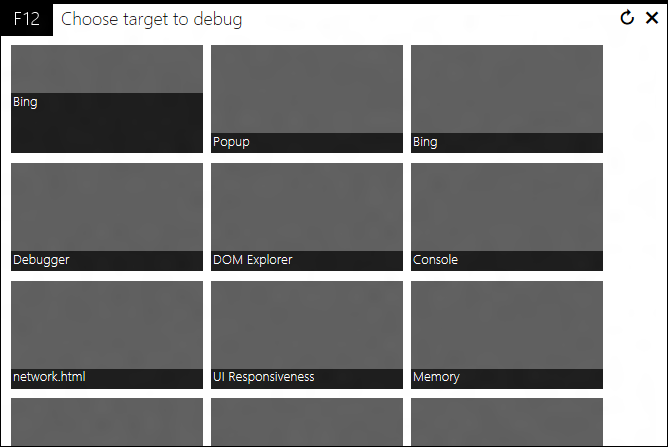 F12 Choose target to debug
Bing
Popup
Bing
Debugger
DOM Explorer
Console
network.html
UI Responsiveness
Memory